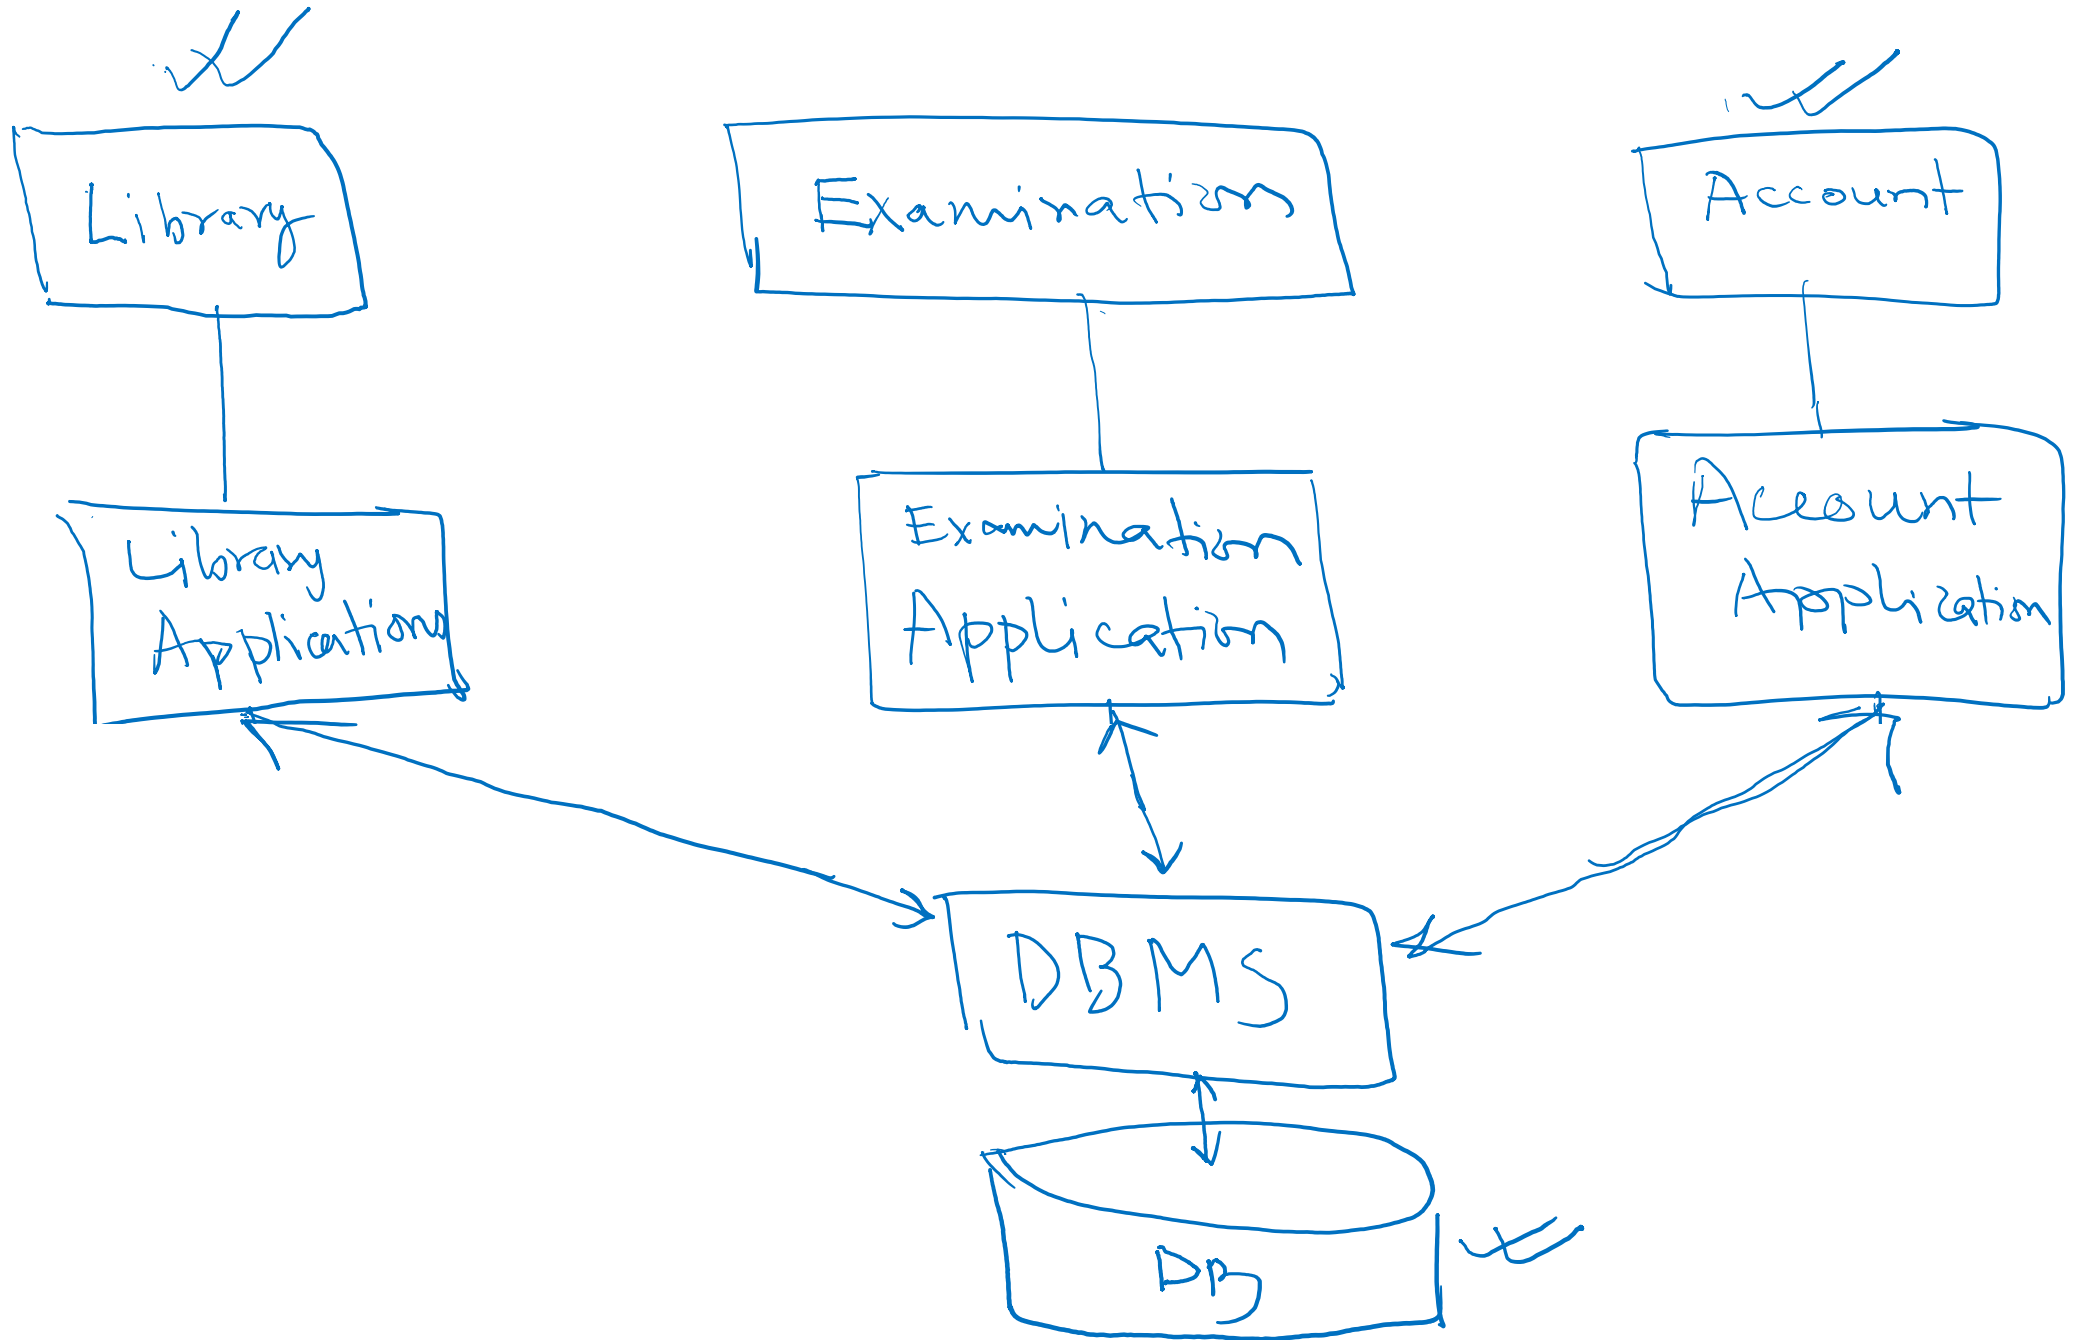 Library
Examination
Account
Library
Applications
Examination
Application
Account
Application
DBMS
DB